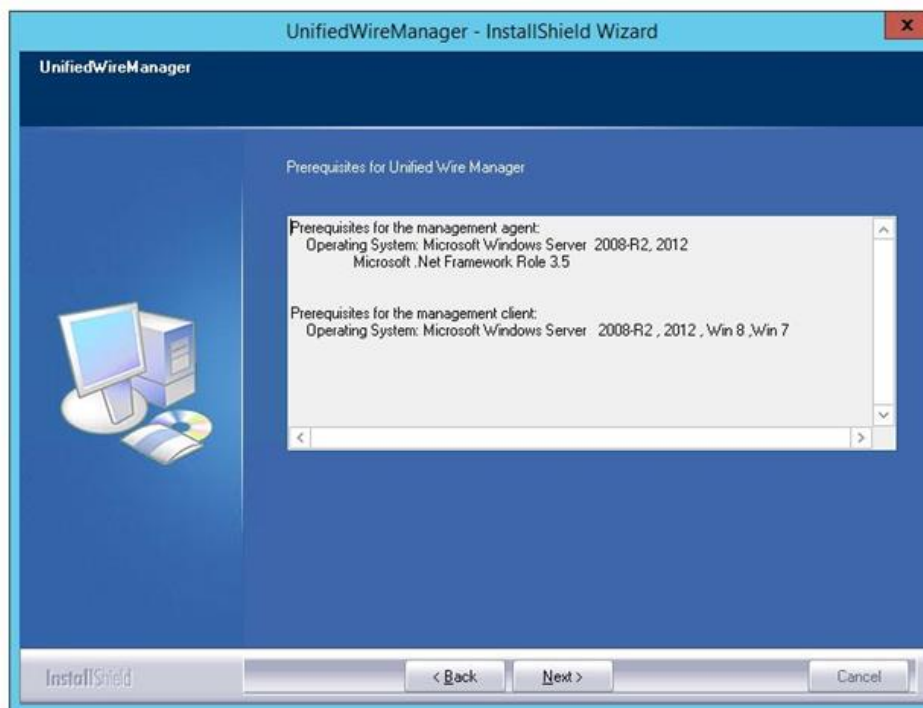 UnifiedWireManager - InstallShield Wizard
x
UnifiedWireManager
Prerequisites for Unified Wire Manager
Prerequisites for the management agent:
Operating System: Microsoft Windows Server 2008-R2, 2012
Microsoft .Net Framework Role 3.5
Prerequisites for the management client:
Operating System: Microsoft Windows Server 2008-R2 , 2012 , Win 8 ,Win 7
InstallShield
< Back
Next >
Cancel